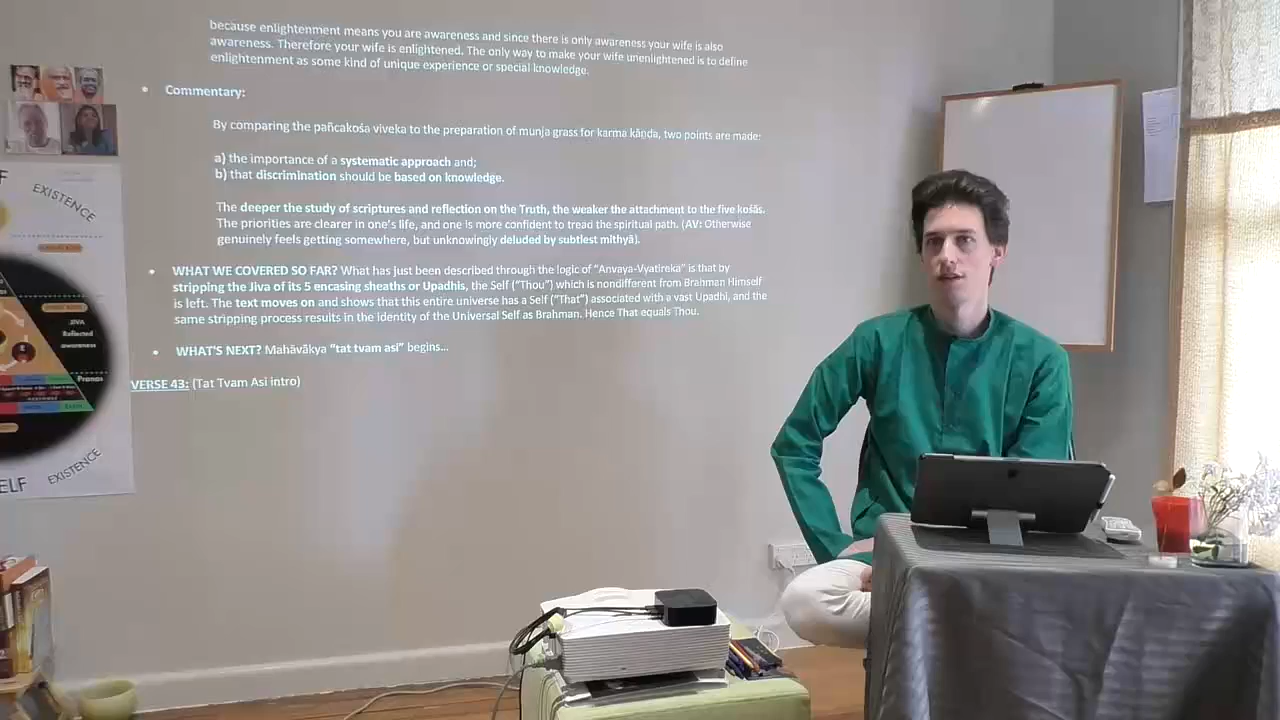 because enlightenment means you are awareness and since there is only awareness your wife is also
awareness. Therefore your wife is enlightened. The only way to make your wife unenlightened is to define
enlightenment as some kind of unique experience or special knowledge.
• Commentary:
By comparing the pañcakośa viveka to the preparation of munja grass for karma kāṇḍa, two points are made:
a) the importance of a systematic approach and;
b) that discrimination should be based on knowledge.
The deeper the study of scriptures and reflection on the Truth, the weaker the attachment to the five kośās.
The priorities are clearer in one's life, and one is more confident to tread the spiritual path. (AV: Otherwise
genuinely feels getting somewhere, but unknowingly deluded by subtlest mithyā).
• WHAT WE COVERED SO FAR? What has just been described through the logic of "Anvaya-Vyatireka" is that by
stripping the Jiva of its 5 encasing sheaths or Upadhis, the Self ("Thou") which is nondifferent from Brahman Himself
is left. The text moves on and shows that this entire universe has a Self ("That") associated with a vast Upadhi, and the
same stripping process results in the identity of the Universal Self as Brahman. Hence That equals Thou.
• WHAT'S NEXT? Mahāvākya "tat tvam asi" begins...
VERSE 43: (Tat Tvam Asi intro)
F
EXISTENCE
JIVA
Reflected
awareness
Pranas
EXISTENCE
ELF